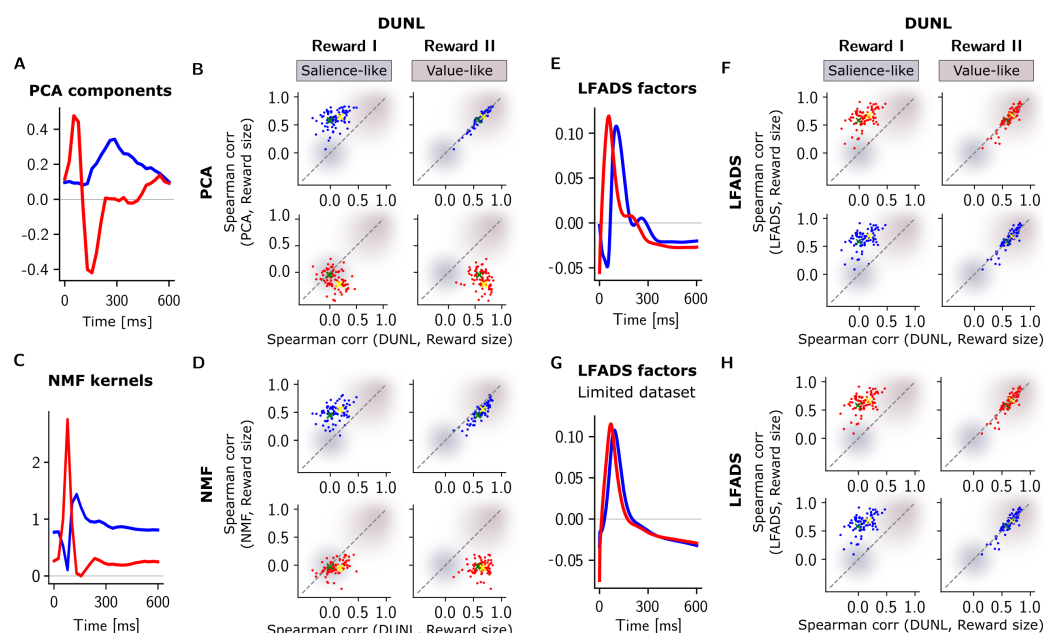 DUNL
Reward I
Reward II
Salience-like
Value-like
A
PCA components
0.4
0.2
0.0
-0.2
-0.4
0
300
600
Time [ms]
B
PCA
Spearman corr
(PCA, Reward size)
1.0
0.5
0.0
0.0 0.5 1.0
0.0 0.5 1.0
1.0
0.5
0.0
0.0 0.5 1.0
0.0 0.5 1.0
Spearman corr (DUNL, Reward size)
C
NMF kernels
2
1
0
0
300
600
Time [ms]
D
NMF
Spearman corr
(NMF, Reward size)
1.0
0.5
0.0
0.0 0.5 1.0
0.0 0.5 1.0
1.0
0.5
0.0
0.0 0.5 1.0
0.0 0.5 1.0
Spearman corr (DUNL, Reward size)
DUNL
Reward I
Reward II
Salience-like
Value-like
E
LFADS factors
0.10
0.05
0.00
-0.05
0
300
600
Time [ms]
F
LFADS
Spearman corr
(LFADS, Reward size)
1.0
0.5
0.0
0.0 0.5 1.0
0.0 0.5 1.0
1.0
0.5
0.0
0.0 0.5 1.0
0.0 0.5 1.0
Spearman corr (DUNL, Reward size)
G
LFADS factors
Limited dataset
0.10
0.05
0.00
-0.05
0
300
600
Time [ms]
H
LFADS
Spearman corr
(LFADS, Reward size)
1.0
0.5
0.0
0.0 0.5 1.0
0.0 0.5 1.0
1.0
0.5
0.0
0.0 0.5 1.0
0.0 0.5 1.0
Spearman corr (DUNL, Reward size)